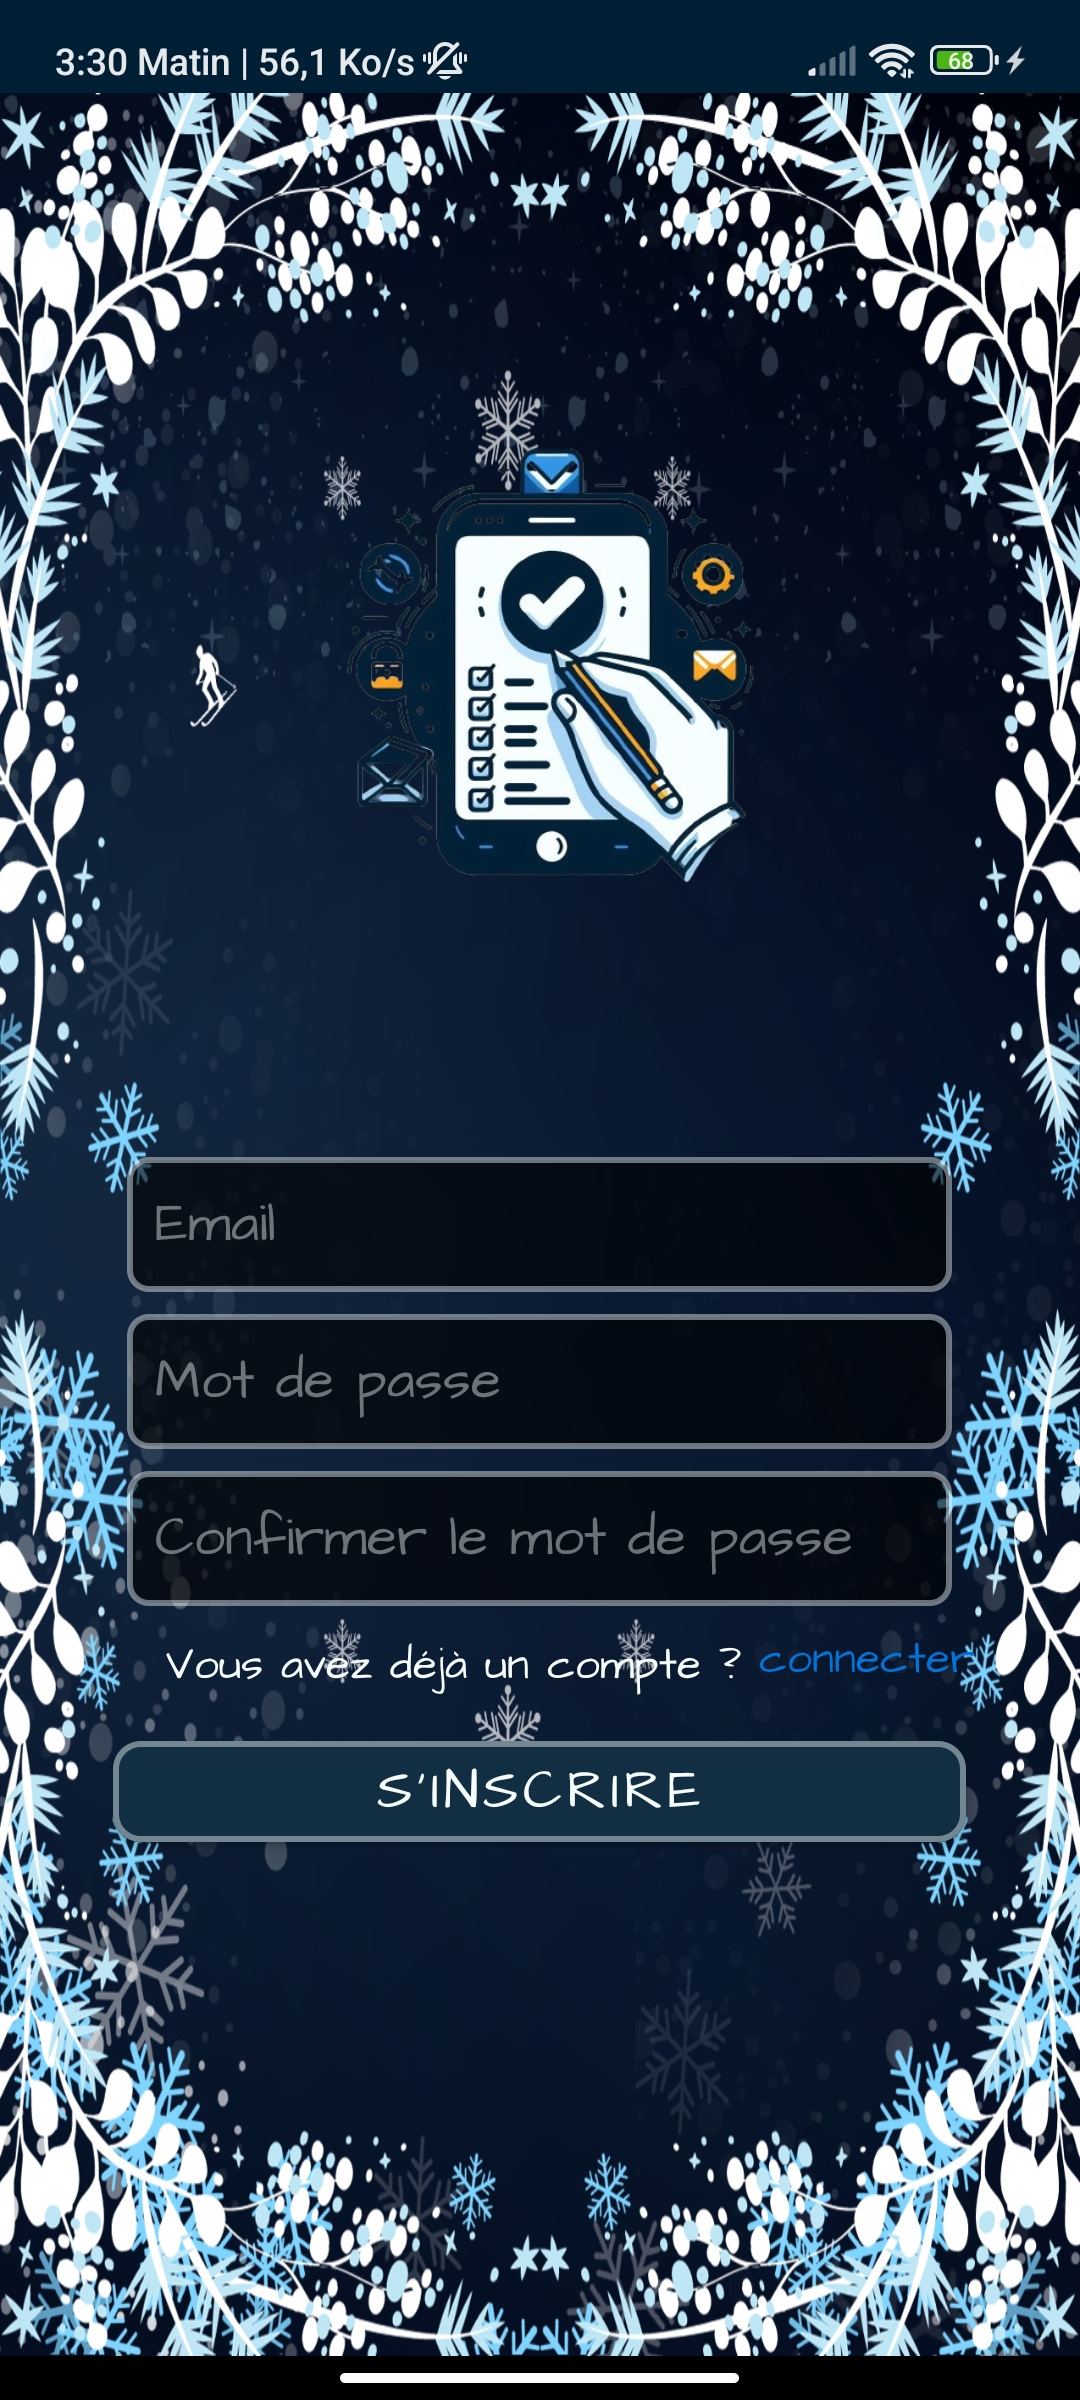 3:30 Matin | 56,1 Ko/s
68
Email
Mot de passe
Confirmer le mot de passe
Vous avez déjà un compte ? connecter
S'INSCRIRE